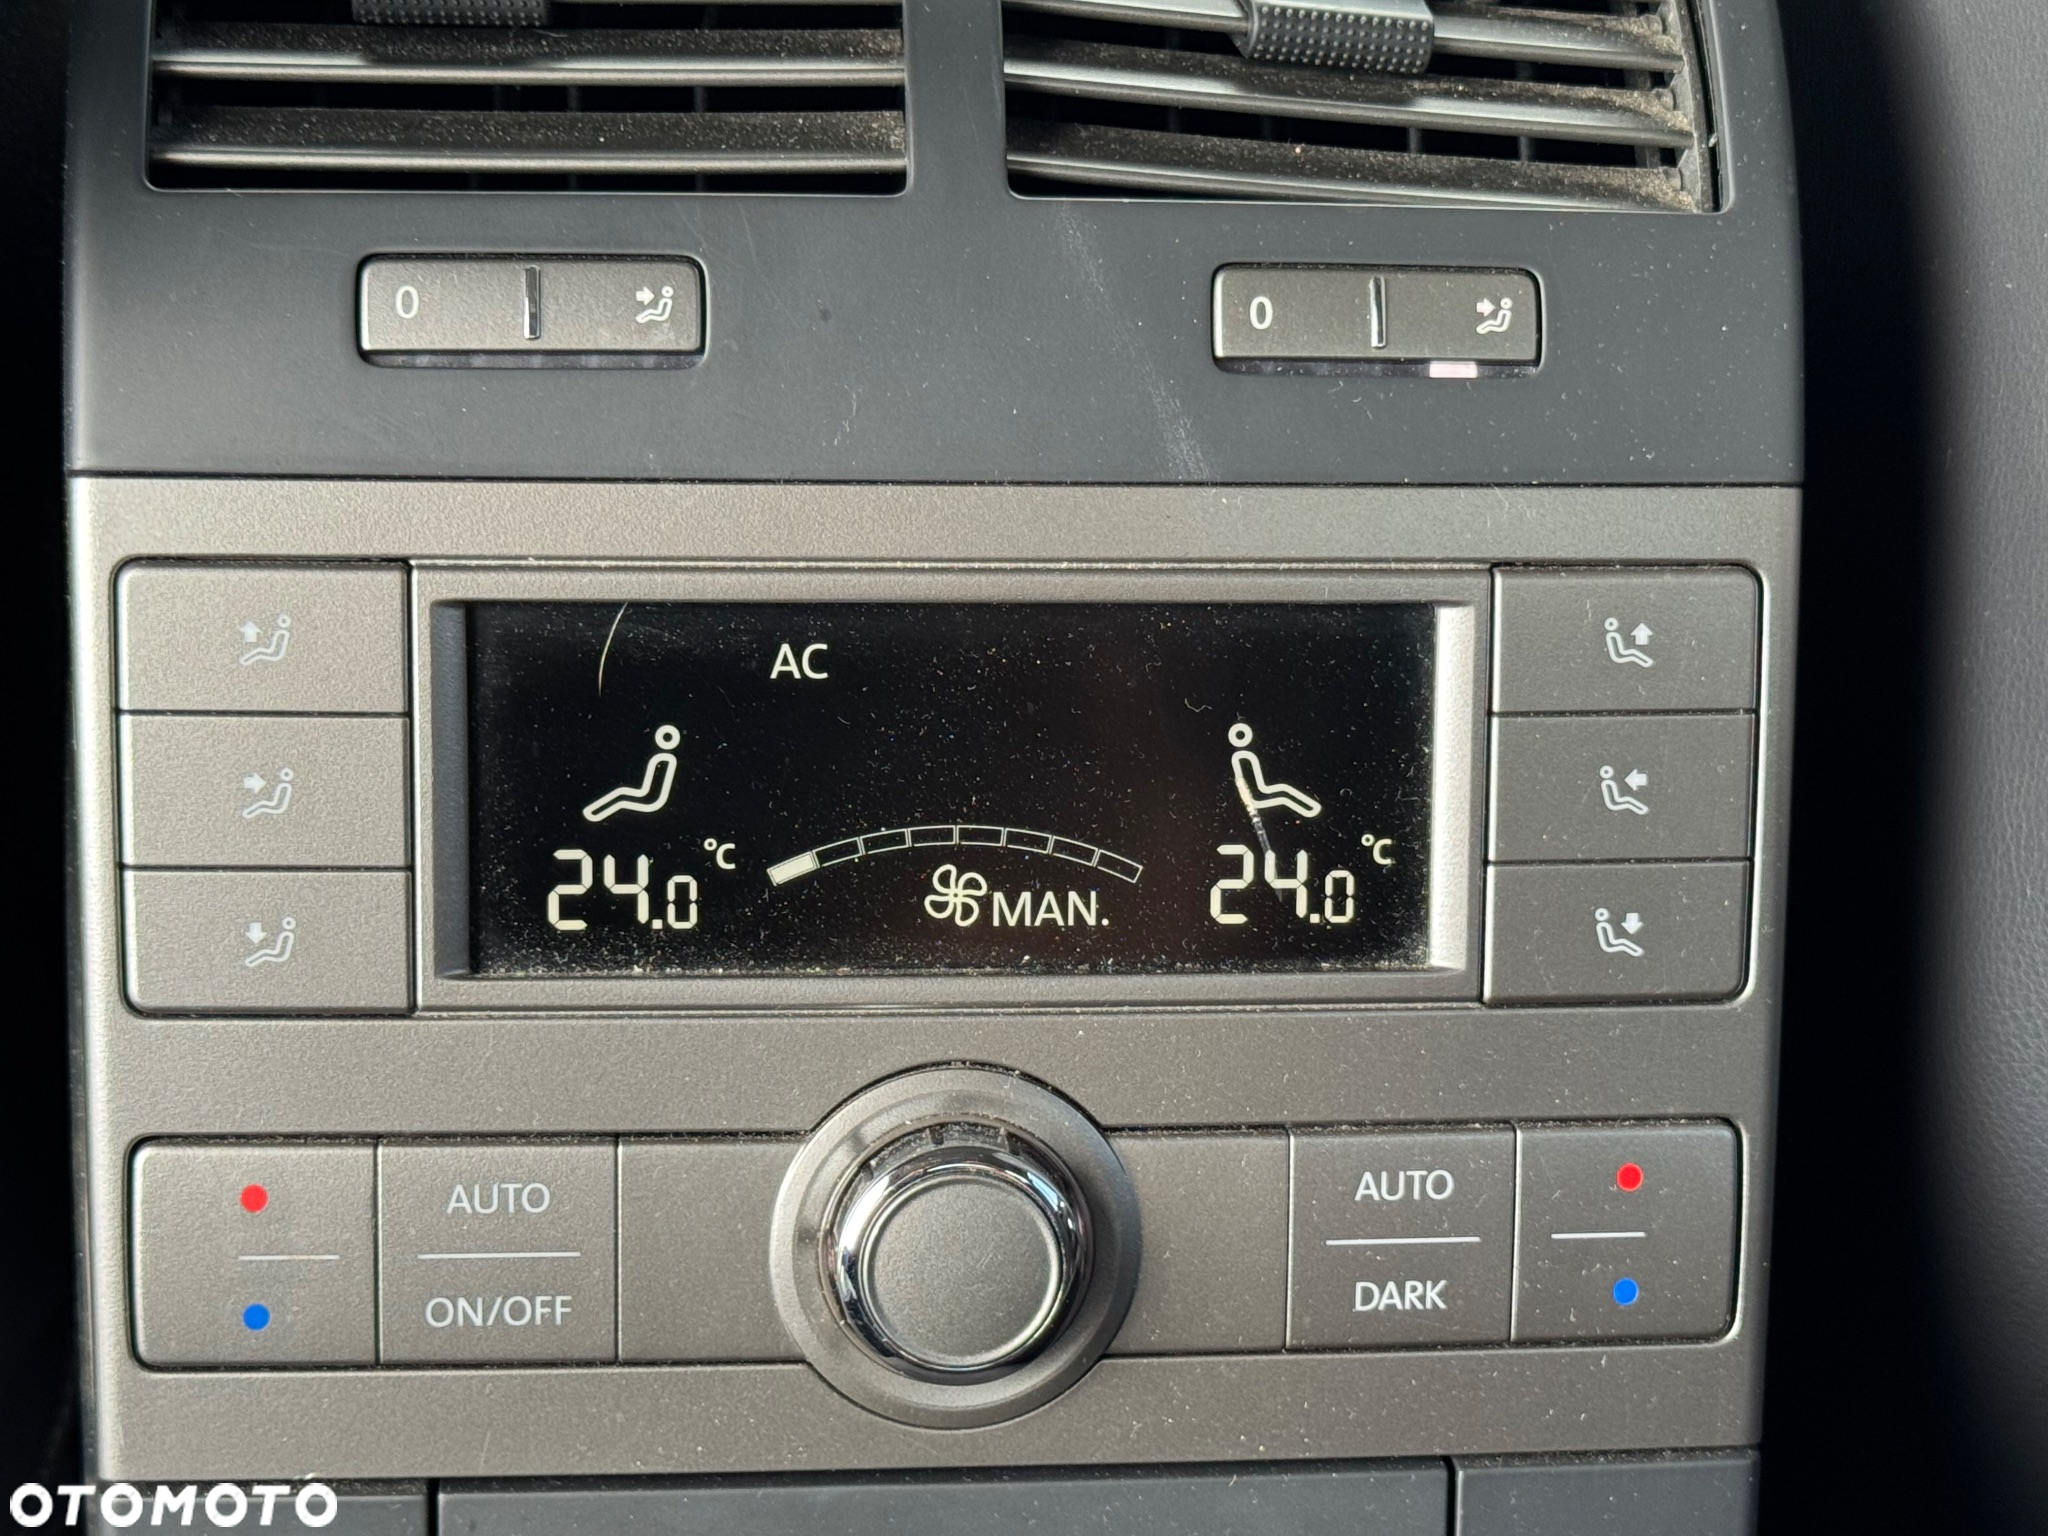 0 0
AC
24.0 °C 24.0 °C
MAN.
AUTO AUTO
ON/OFF DARK
OTOMOTO